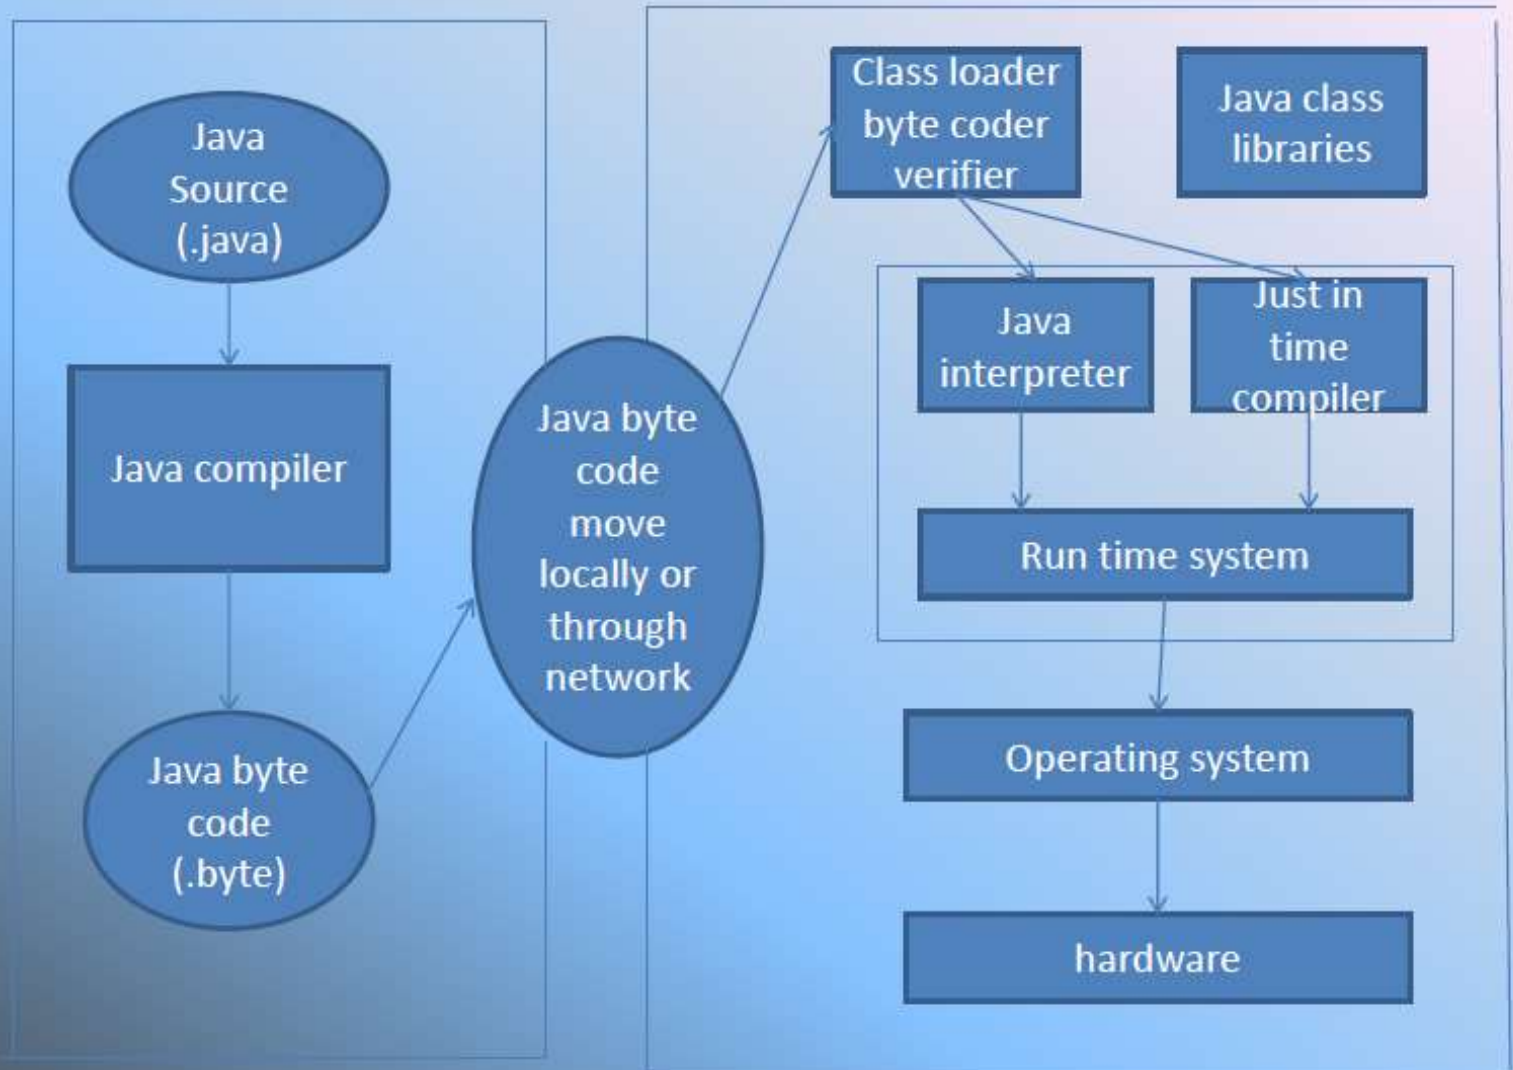 Java
Source
(.java)
Java compiler
Java byte
code
(.byte)
Java byte
code
move
locally or
through
network
Class loader
byte coder
verifier
Java class
libraries
Java
interpreter
Just in
time
compiler
Run time system
Operating system
hardware